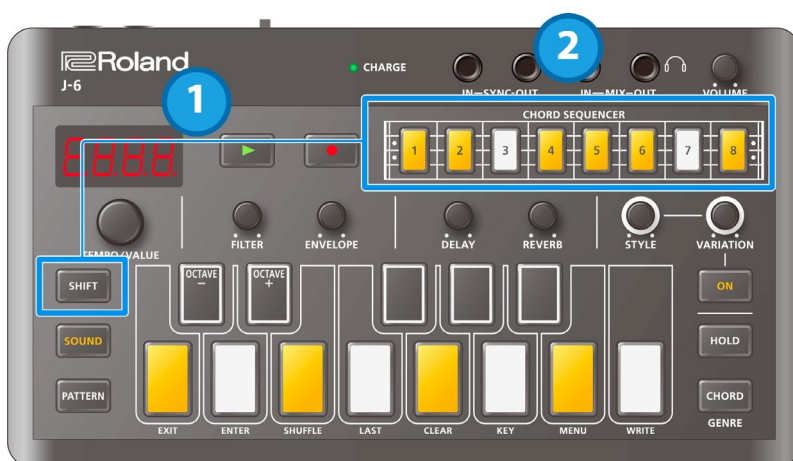 1
2
Roland
J-6
CHARGE
IN–SYNC–OUT
IN–MIX–OUT
VOLUME
CHORD SEQUENCER
1 2 3 4 5 6 7 8
TEMPO/VALUE
FILTER
ENVELOPE
DELAY
REVERB
STYLE
VARIATION
SHIFT
OCTAVE
–
OCTAVE
+
ON
SOUND
HOLD
PATTERN
CHORD
GENRE
EXIT
ENTER
SHUFFLE
LAST
CLEAR
KEY
MENU
WRITE